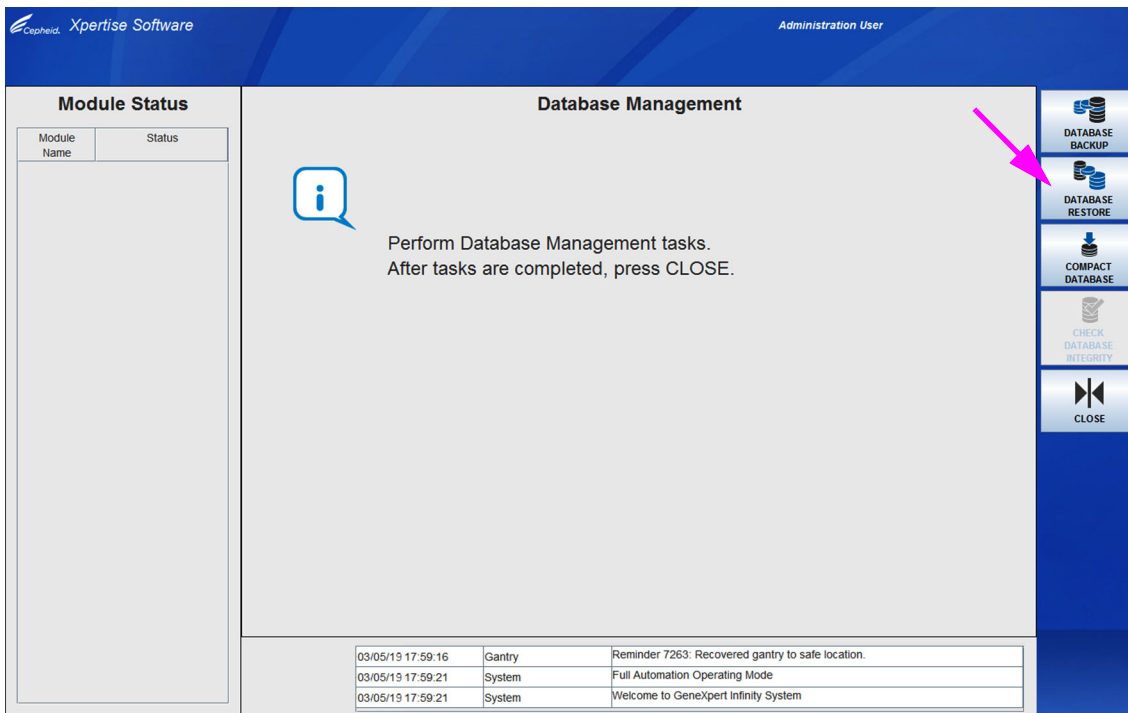 Cepheid. Xpertise Software
Administration User
Module Status
Module Name
Status
Database Management
Perform Database Management tasks.
After tasks are completed, press CLOSE.
DATABASE
BACKUP
DATABASE
RESTORE
COMPACT
DATABASE
CHECK
DATABASE
INTEGRITY
CLOSE
03/05/19 17:59:16 Gantry Reminder 7263: Recovered gantry to safe location.
03/05/19 17:59:21 System Full Automation Operating Mode
03/05/19 17:59:21 System Welcome to GeneXpert Infinity System